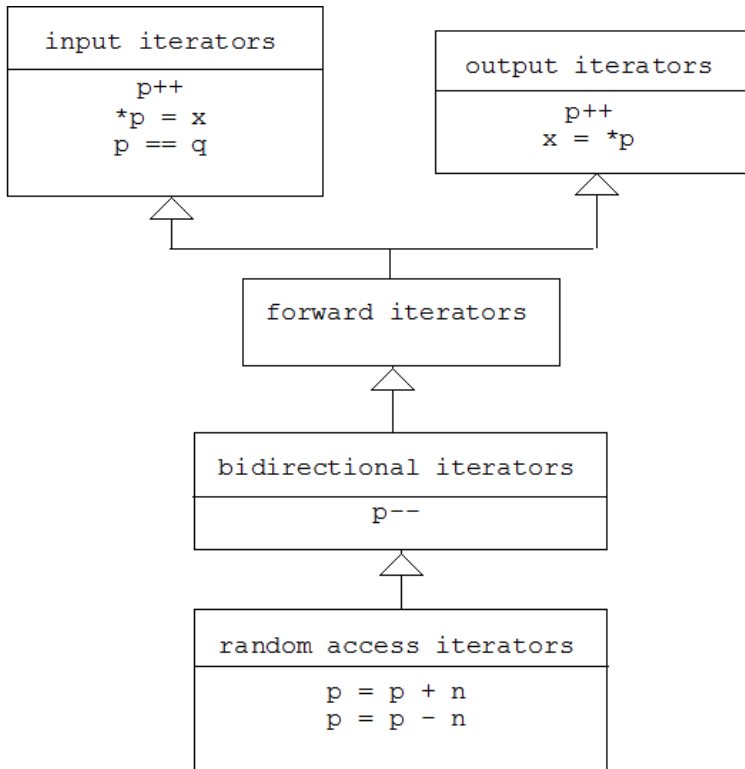 input iterators
p++
*p = x
p == q
output iterators
p++
x = *p
forward iterators
bidirectional iterators
p--
random access iterators
p = p + n
p = p - n